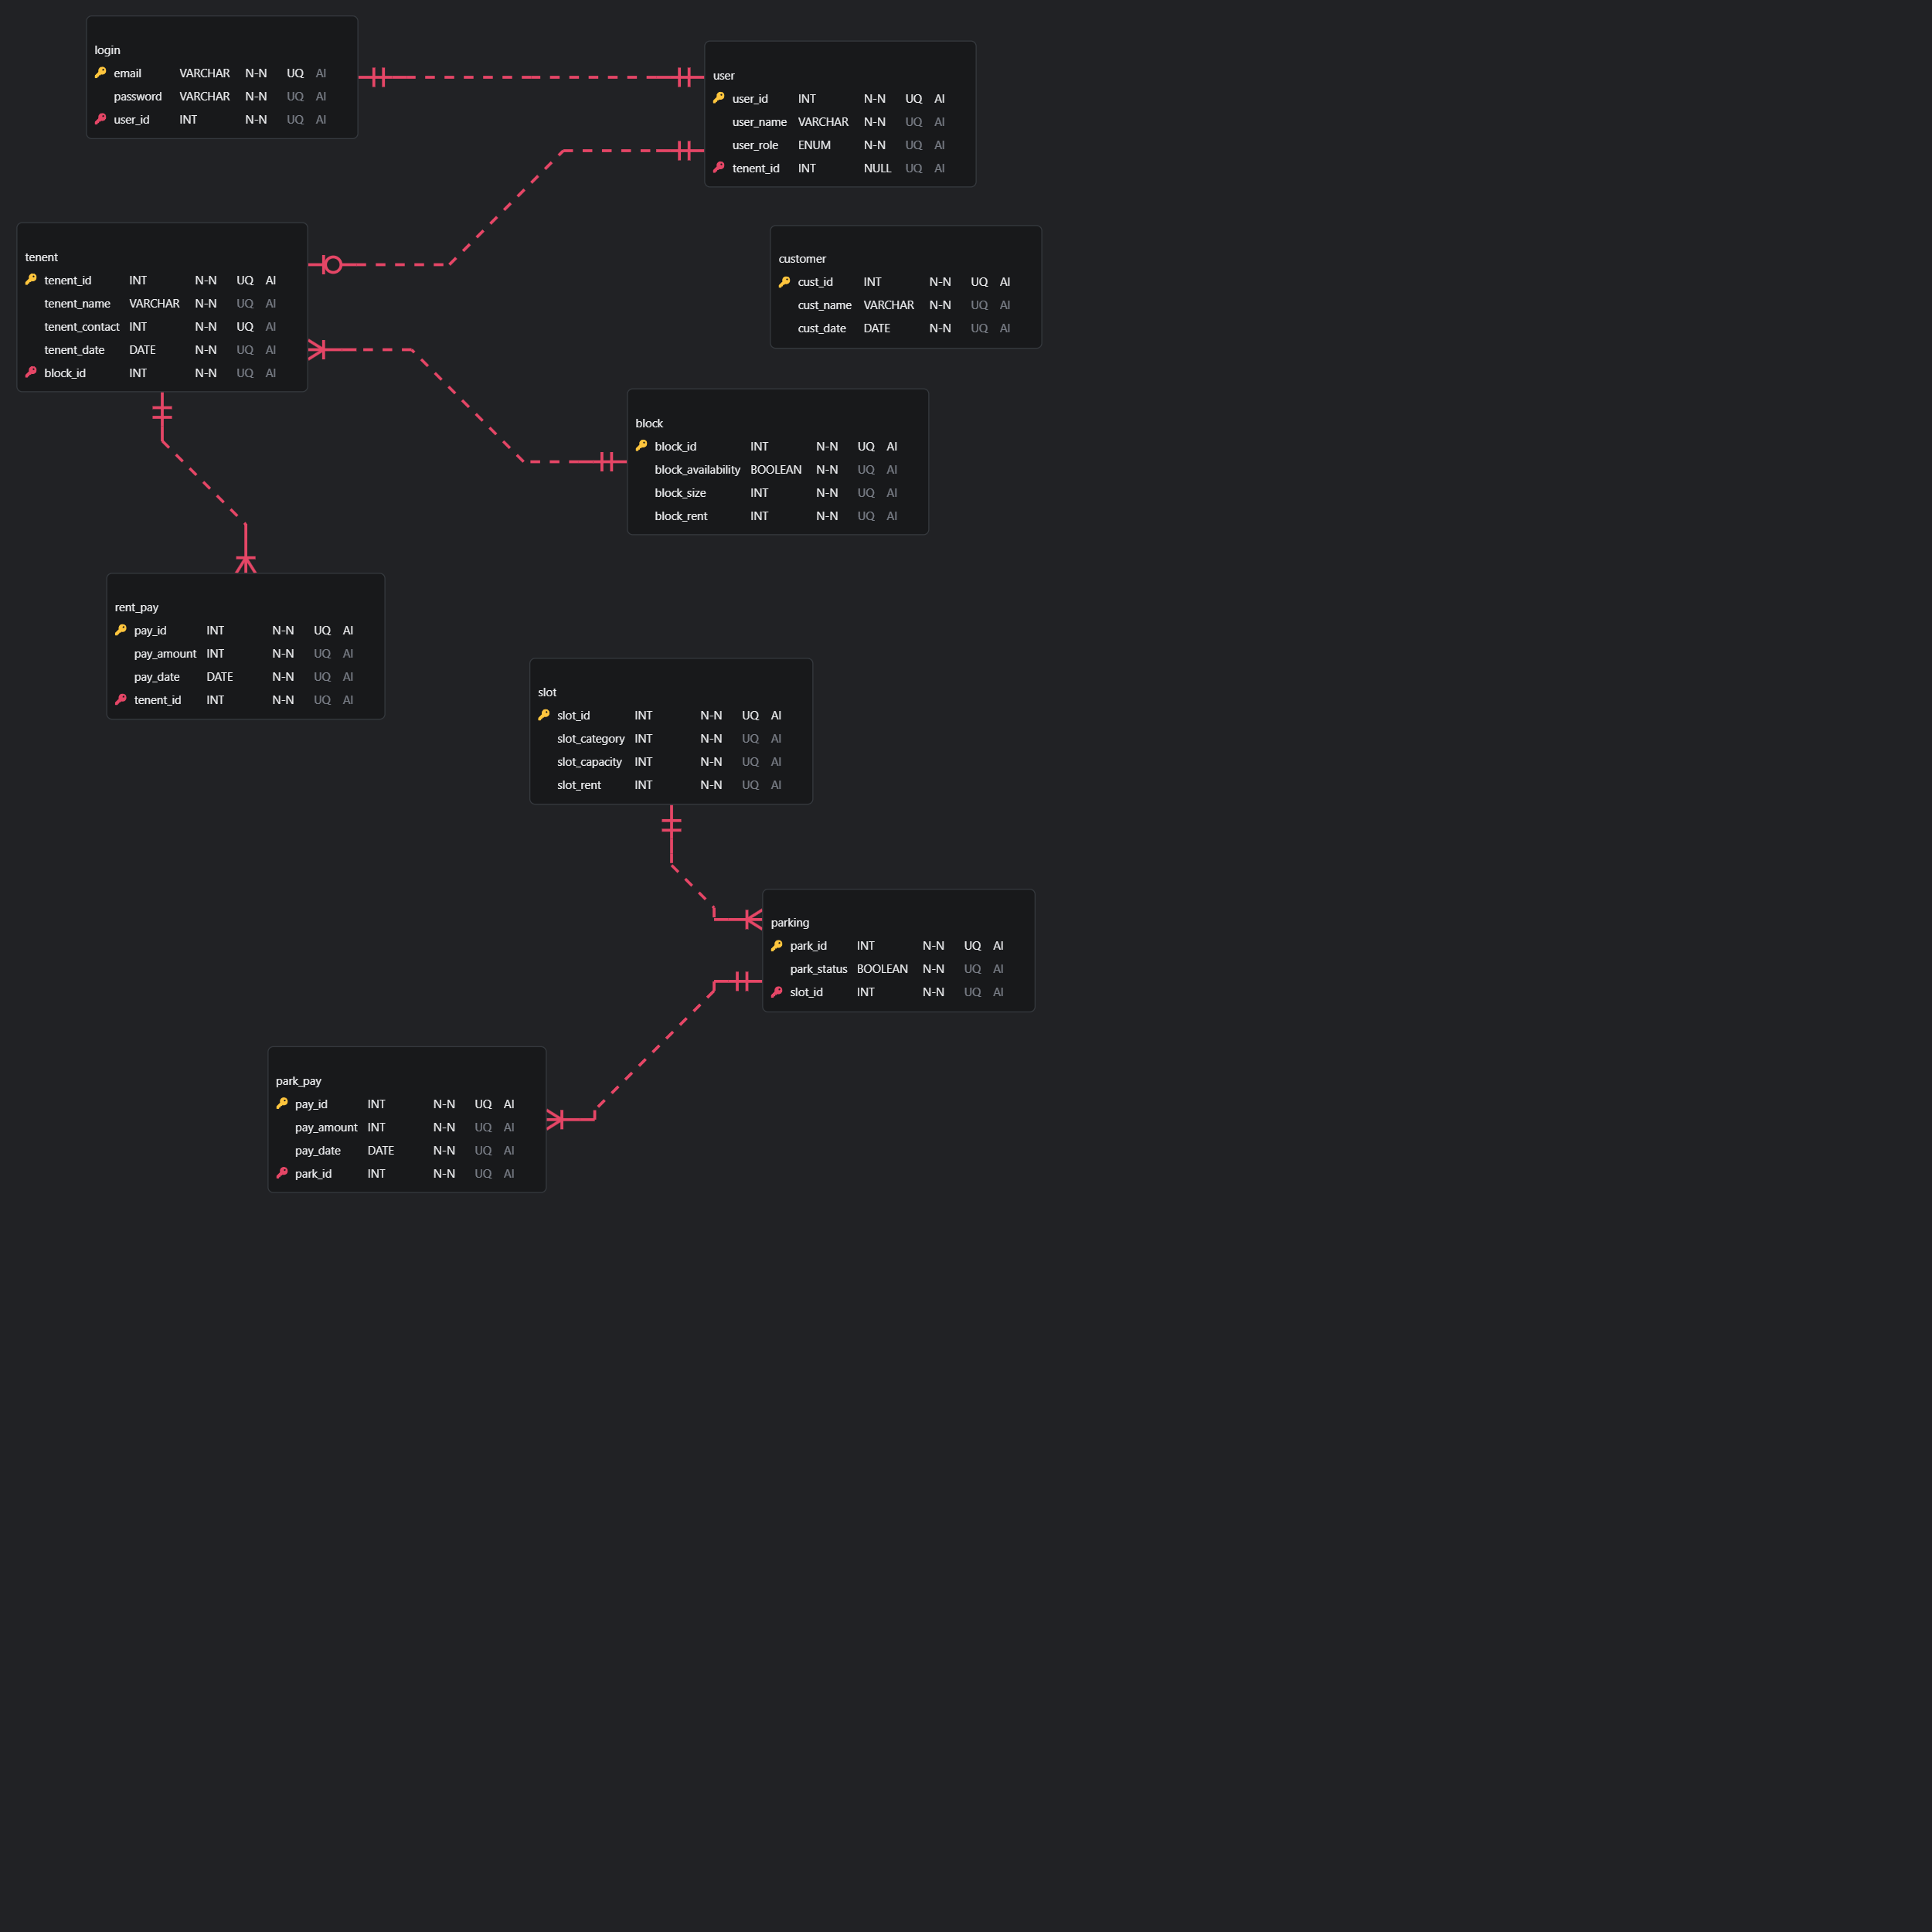 login
email VARCHAR N-N UQ AI
password VARCHAR N-N UQ AI
user_id INT N-N UQ AI
user
user_id INT N-N UQ AI
user_name VARCHAR N-N UQ AI
user_role ENUM N-N UQ AI
tenent_id INT NULL UQ AI
tenent
tenent_id INT N-N UQ AI
tenent_name VARCHAR N-N UQ AI
tenent_contact INT N-N UQ AI
tenent_date DATE N-N UQ AI
block_id INT N-N UQ AI
customer
cust_id INT N-N UQ AI
cust_name VARCHAR N-N UQ AI
cust_date DATE N-N UQ AI
block
block_id INT N-N UQ AI
block_availability BOOLEAN N-N UQ AI
block_size INT N-N UQ AI
block_rent INT N-N UQ AI
rent_pay
pay_id INT N-N UQ AI
pay_amount INT N-N UQ AI
pay_date DATE N-N UQ AI
tenent_id INT N-N UQ AI
slot
slot_id INT N-N UQ AI
slot_category INT N-N UQ AI
slot_capacity INT N-N UQ AI
slot_rent INT N-N UQ AI
parking
park_id INT N-N UQ AI
park_status BOOLEAN N-N UQ AI
slot_id INT N-N UQ AI
park_pay
pay_id INT N-N UQ AI
pay_amount INT N-N UQ AI
pay_date DATE N-N UQ AI
park_id INT N-N UQ AI